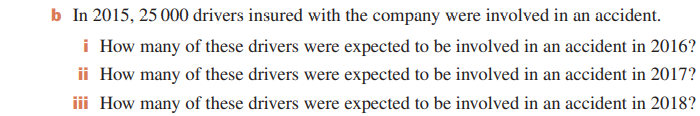 b In 2015, 25 000 drivers insured with the company were involved in an accident.
i How many of these drivers were expected to be involved in an accident in 2016?
ii How many of these drivers were expected to be involved in an accident in 2017?
iii How many of these drivers were expected to be involved in an accident in 2018?